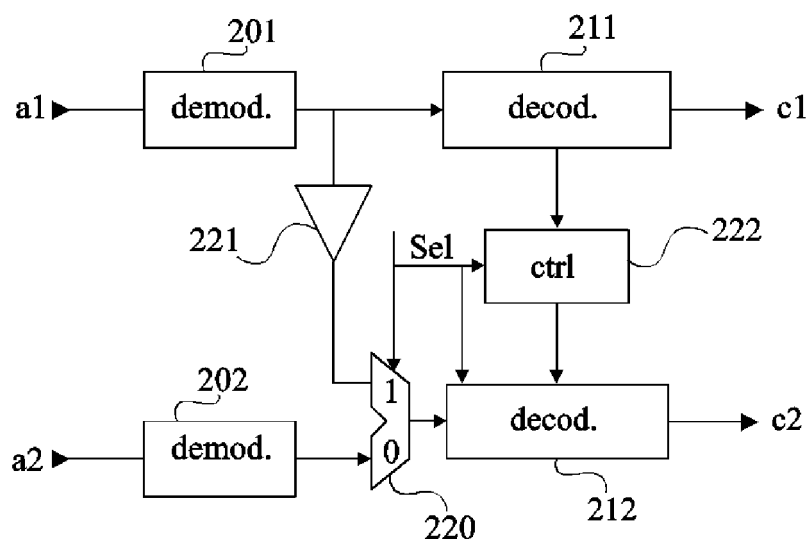 201
211
a1
demod.
decod.
c1
221
Sel
222
ctrl
202
1
a2
demod.
0
decod.
c2
220
212